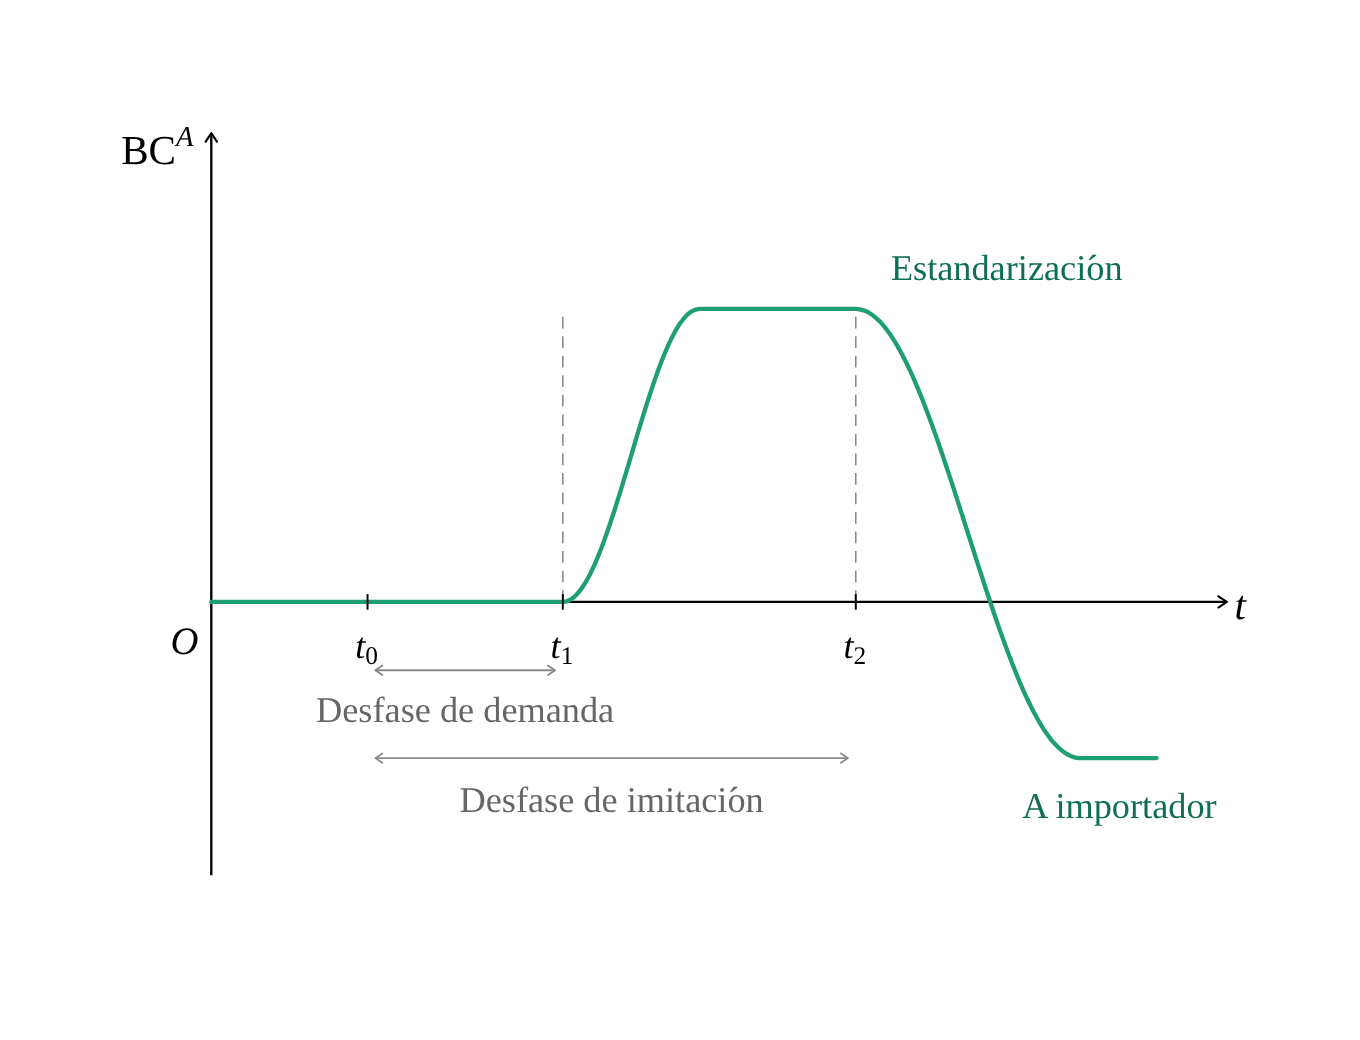 BC^A
Estandarización
t
O
t₀ t₁ t₂
Desfase de demanda
Desfase de imitación
A importador